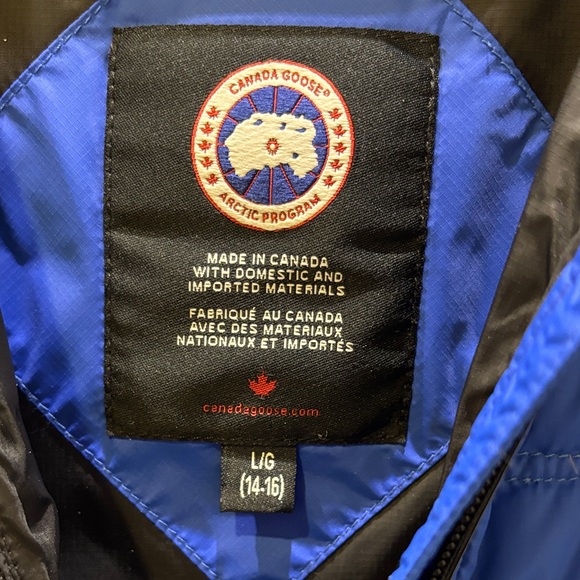 CANADA GOOSE®
ARCTIC PROGRAM
MADE IN CANADA
WITH DOMESTIC AND
IMPORTED MATERIALS
FABRIQUÉ AU CANADA
AVEC DES MATERIAUX
NATIONAUX ET IMPORTÉS
canadagoose.com
L/G
(14-16)